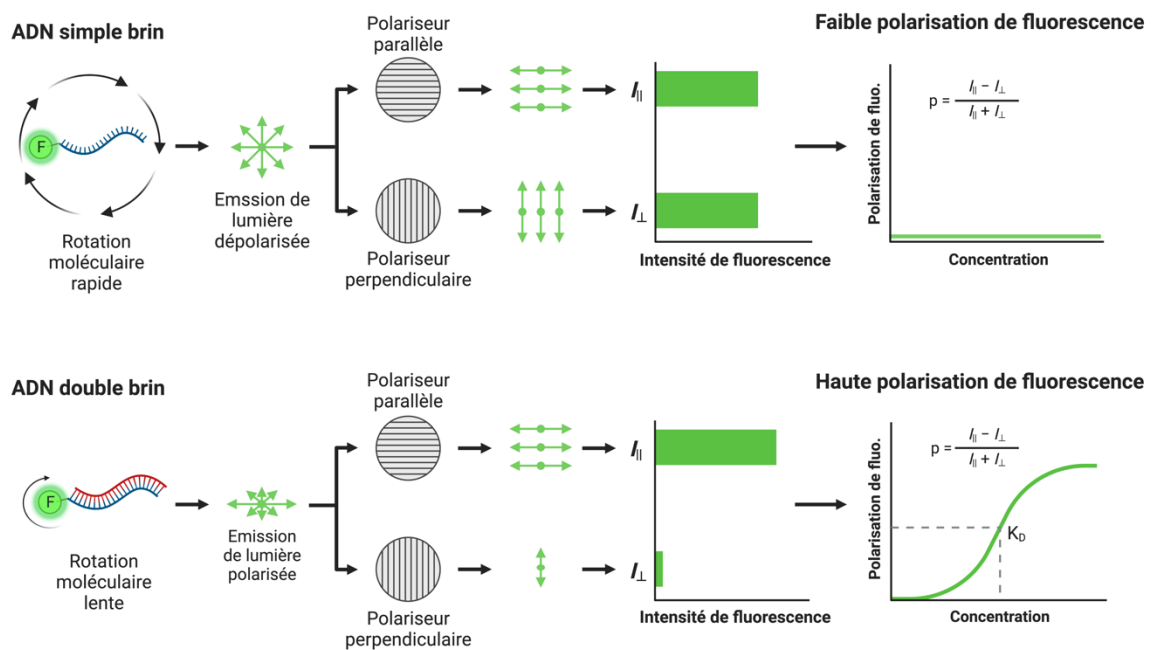 ADN simple brin
F
Rotation
moléculaire
rapide
Emssion de
lumière
dépolarisée
Polariseur
parallèle
Polariseur
perpendiculaire
I∥
I⊥
Intensité de fluorescence
Faible polarisation de fluorescence
Polarisation de fluo.
p = (I∥ − I⊥) / (I∥ + I⊥)
Concentration
ADN double brin
F
Rotation
moléculaire
lente
Emission
de lumière
polarisée
Polariseur
parallèle
Polariseur
perpendiculaire
I∥
I⊥
Intensité de fluorescence
Haute polarisation de fluorescence
Polarisation de fluo.
p = (I∥ − I⊥) / (I∥ + I⊥)
K_D
Concentration